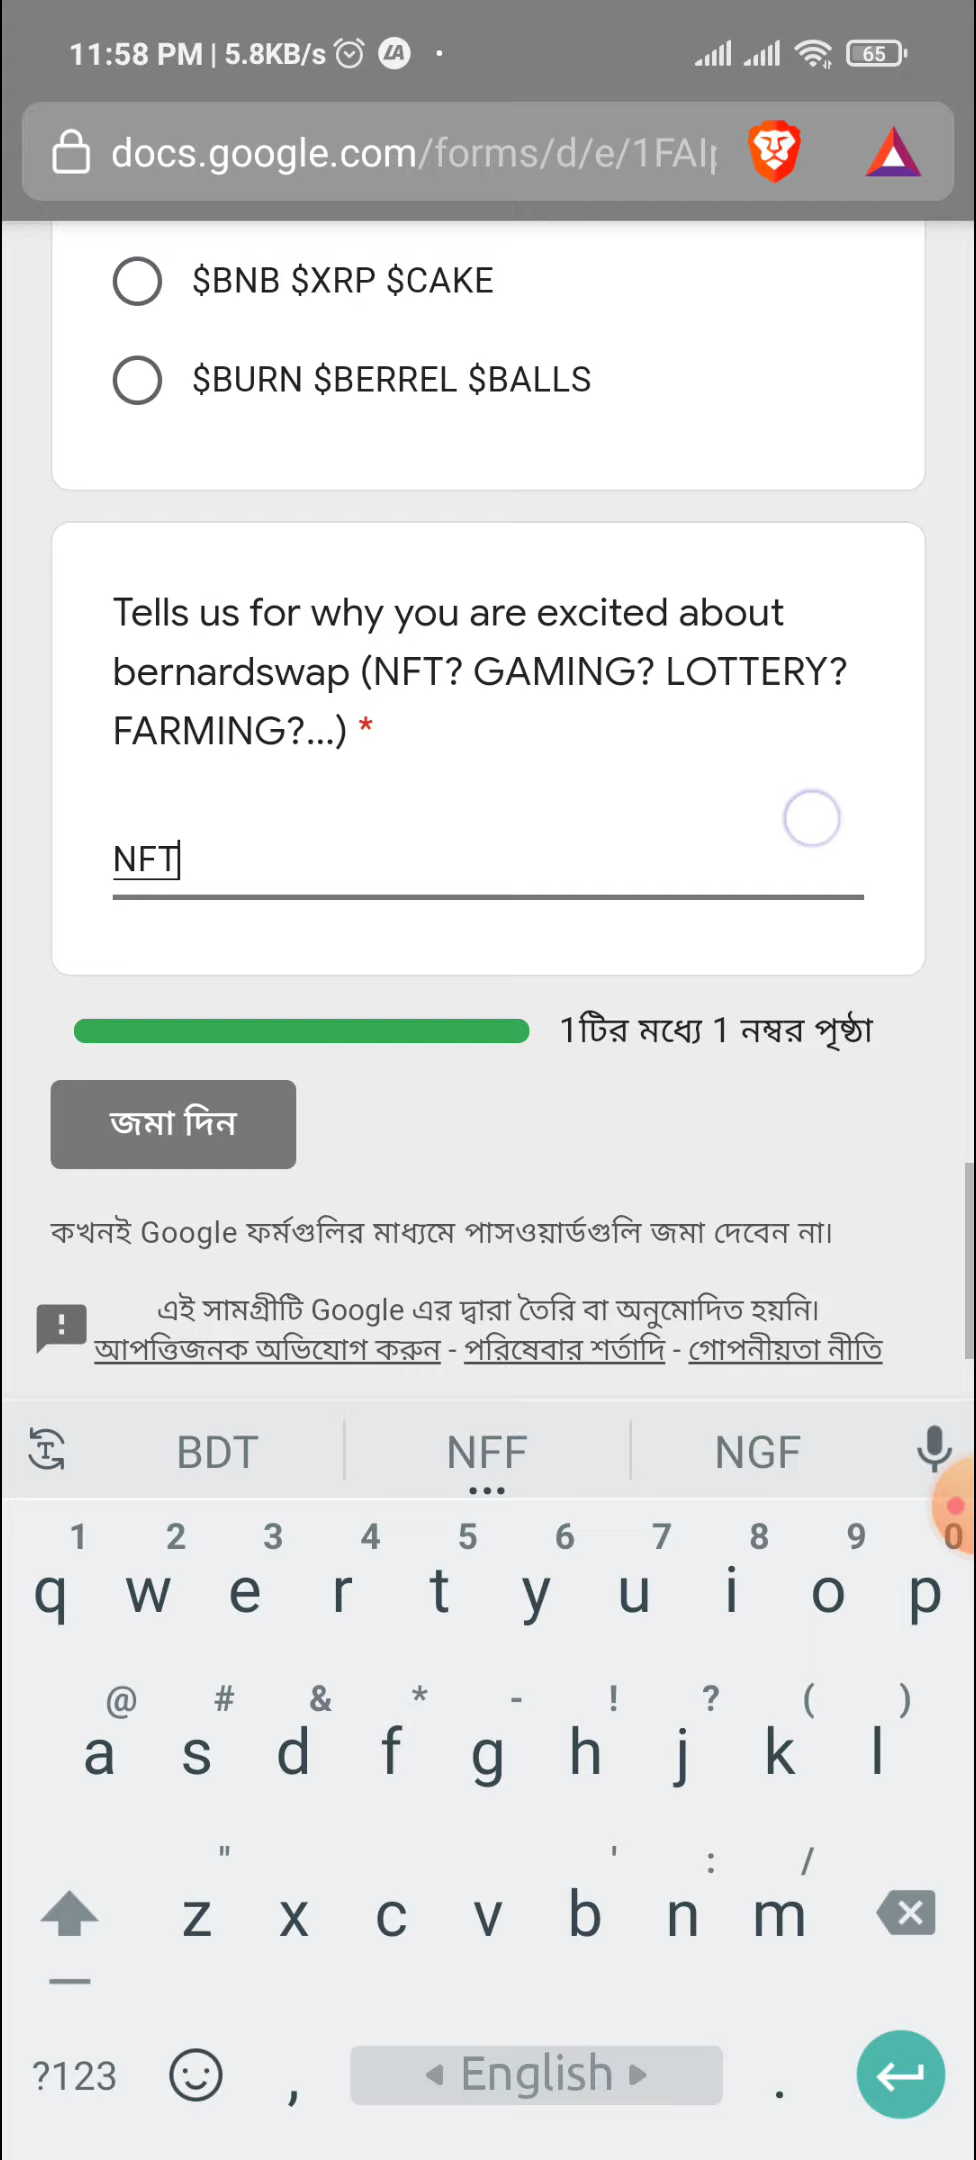 11:58 PM | 5.8KB/s
65
docs.google.com/forms/d/e/1FAIp
$BNB $XRP $CAKE
$BURN $BERREL $BALLS
Tells us for why you are excited about
bernardswap (NFT? GAMING? LOTTERY?
FARMING?...) *
NFT
1টির মধ্যে 1 নম্বর পৃষ্ঠা
জমা দিন
কখনই Google ফর্মগুলির মাধ্যমে পাসওয়ার্ডগুলি জমা দেবেন না।
এই সামগ্রীটি Google এর দ্বারা তৈরি বা অনুমোদিত হয়নি।
আপত্তিজনক অভিযোগ করুন - পরিষেবার শর্তাদি - গোপনীয়তা নীতি
BDT NFF NGF
1 2 3 4 5 6 7 8 9 0
q w e r t y u i o p
@ # & * - ! ? ( )
a s d f g h j k l
" ' : /
z x c v b n m
?123 , English .